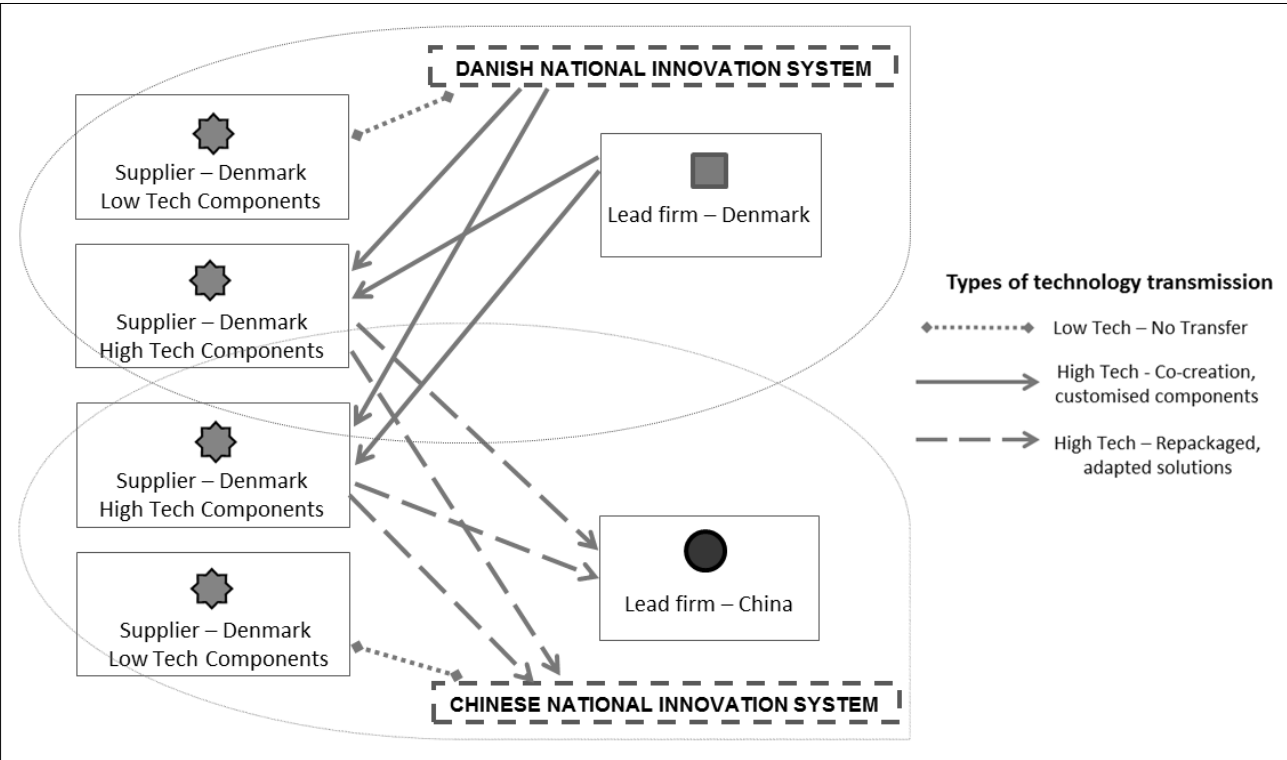 DANISH NATIONAL INNOVATION SYSTEM
Supplier – Denmark
Low Tech Components
Lead firm – Denmark
Supplier – Denmark
High Tech Components
Types of technology transmission
Low Tech – No Transfer
High Tech - Co-creation,
customised components
High Tech – Repackaged,
adapted solutions
Supplier – Denmark
High Tech Components
Lead firm – China
Supplier – Denmark
Low Tech Components
CHINESE NATIONAL INNOVATION SYSTEM